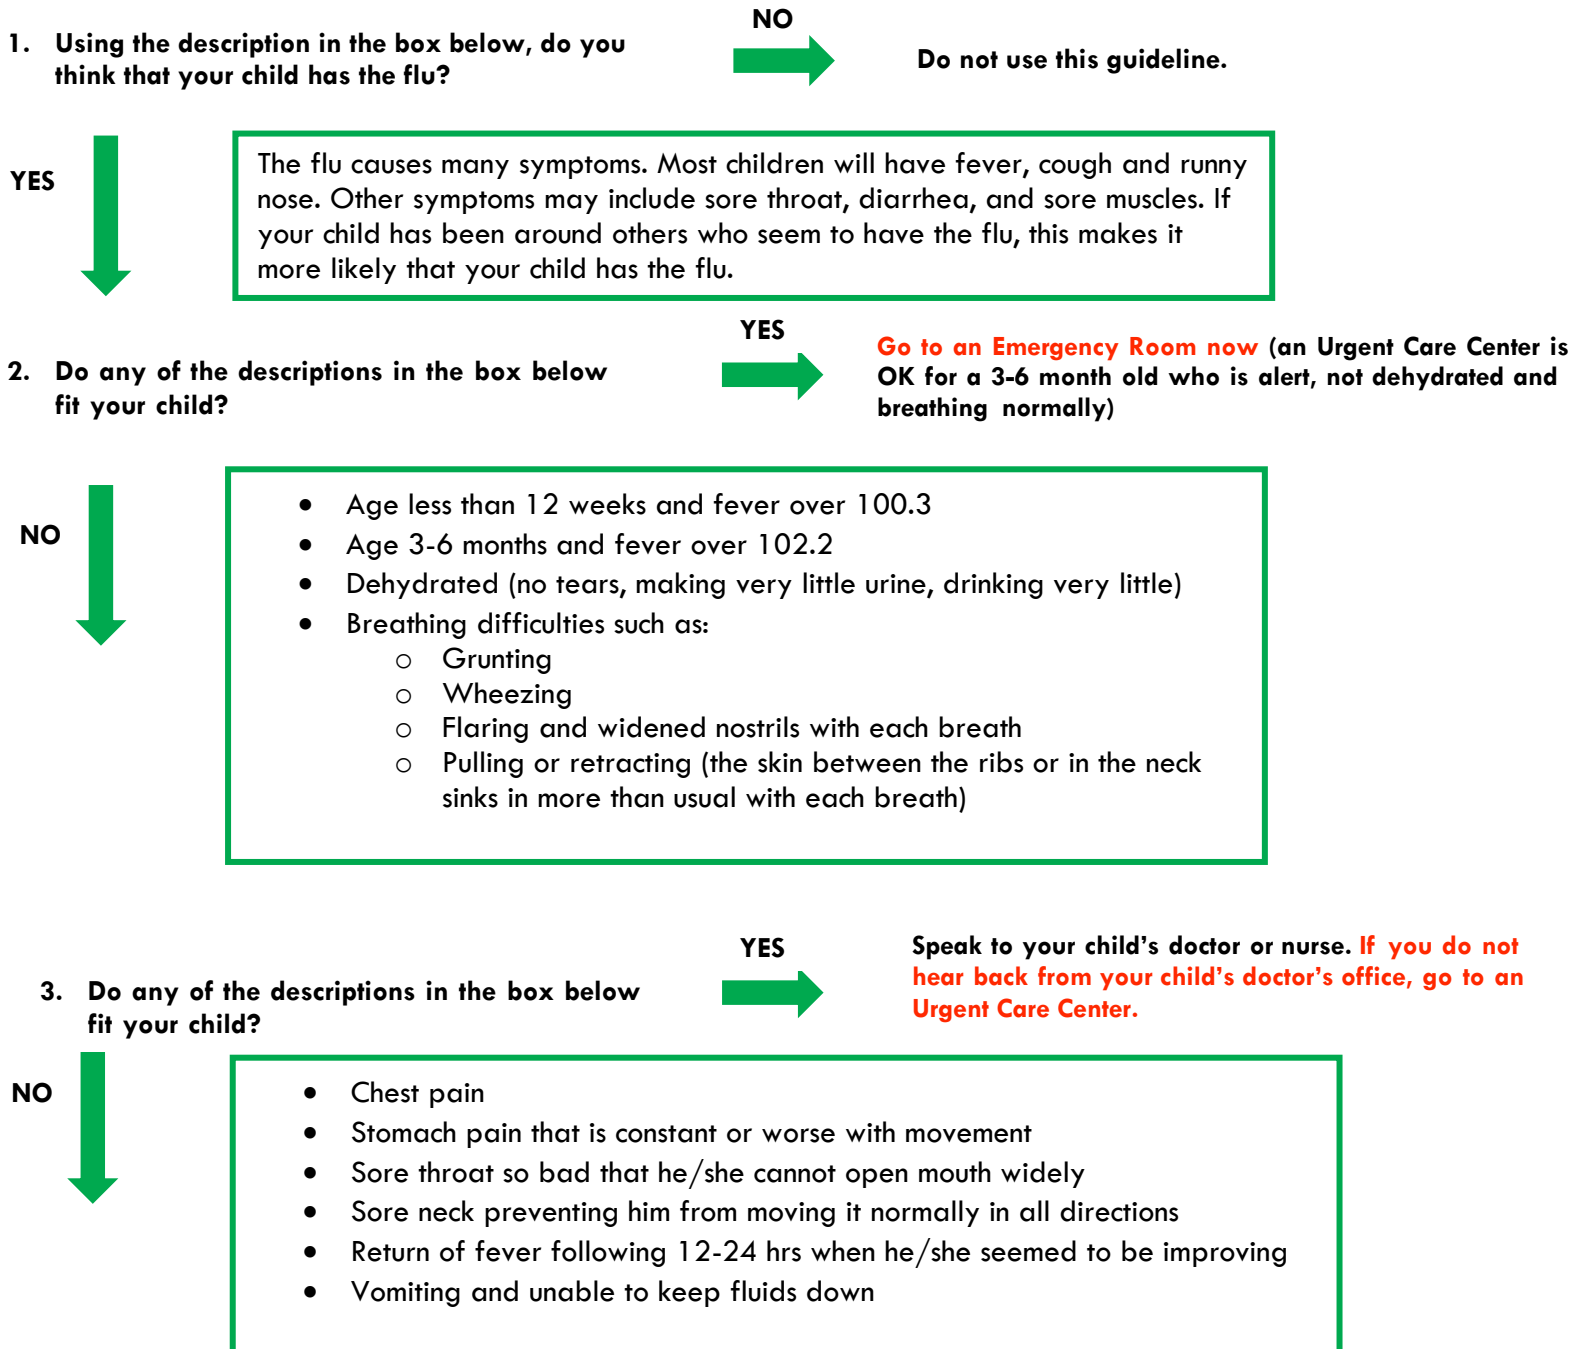 NO
1. Using the description in the box below, do you
think that your child has the flu?
Do not use this guideline.
YES
The flu causes many symptoms. Most children will have fever, cough and runny
nose. Other symptoms may include sore throat, diarrhea, and sore muscles. If
your child has been around others who seem to have the flu, this makes it
more likely that your child has the flu.
YES
2. Do any of the descriptions in the box below
fit your child?
Go to an Emergency Room now (an Urgent Care Center is
OK for a 3-6 month old who is alert, not dehydrated and
breathing normally)
NO
• Age less than 12 weeks and fever over 100.3
• Age 3-6 months and fever over 102.2
• Dehydrated (no tears, making very little urine, drinking very little)
• Breathing difficulties such as:
o Grunting
o Wheezing
o Flaring and widened nostrils with each breath
o Pulling or retracting (the skin between the ribs or in the neck
sinks in more than usual with each breath)
YES
3. Do any of the descriptions in the box below
fit your child?
Speak to your child's doctor or nurse. If you do not
hear back from your child's doctor's office, go to an
Urgent Care Center.
NO
• Chest pain
• Stomach pain that is constant or worse with movement
• Sore throat so bad that he/she cannot open mouth widely
• Sore neck preventing him from moving it normally in all directions
• Return of fever following 12-24 hrs when he/she seemed to be improving
• Vomiting and unable to keep fluids down